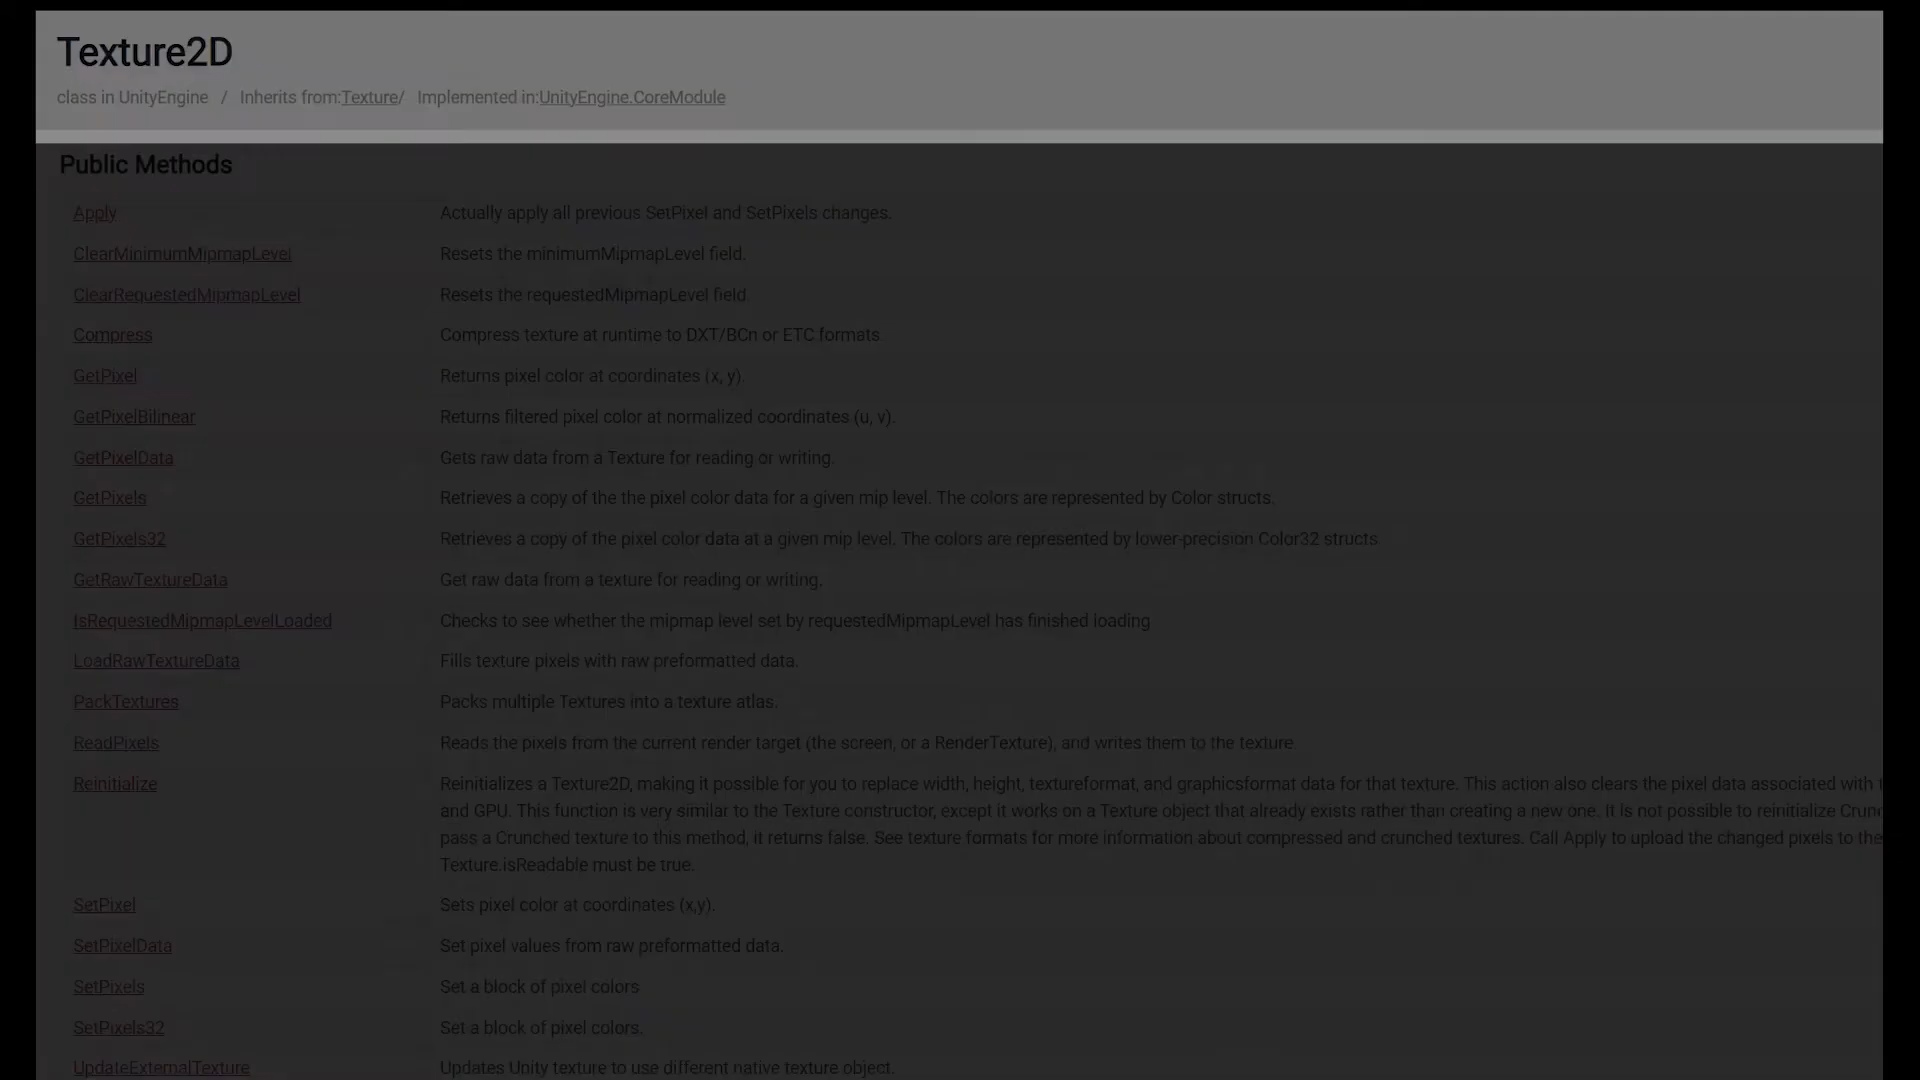 Texture2D
class in UnityEngine / Inherits from:Texture/ Implemented in:UnityEngine.CoreModule
Public Methods
Apply Actually apply all previous SetPixel and SetPixels changes.
ClearMinimumMipmapLevel Resets the minimumMipmapLevel field.
ClearRequestedMipmapLevel Resets the requestedMipmapLevel field.
Compress Compress texture at runtime to DXT/BCn or ETC formats.
GetPixel Returns pixel color at coordinates (x, y).
GetPixelBilinear Returns filtered pixel color at normalized coordinates (u, v).
GetPixelData Gets raw data from a Texture for reading or writing.
GetPixels Retrieves a copy of the the pixel color data for a given mip level. The colors are represented by Color structs.
GetPixels32 Retrieves a copy of the pixel color data at a given mip level. The colors are represented by lower-precision Color32 structs.
GetRawTextureData Get raw data from a texture for reading or writing.
IsRequestedMipmapLevelLoaded Checks to see whether the mipmap level set by requestedMipmapLevel has finished loading.
LoadRawTextureData Fills texture pixels with raw preformatted data.
PackTextures Packs multiple Textures into a texture atlas.
ReadPixels Reads the pixels from the current render target (the screen, or a RenderTexture), and writes them to the texture.
Reinitialize Reinitializes a Texture2D, making it possible for you to replace width, height, textureformat, and graphicsformat data for that texture. This action also clears the pixel data associated with
and GPU. This function is very similar to the Texture constructor, except it works on a Texture object that already exists rather than creating a new one. It is not possible to reinitialize Crunc
pass a Crunched texture to this method, it returns false. See texture formats for more information about compressed and crunched textures. Call Apply to upload the changed pixels to the
Texture.isReadable must be true.
SetPixel Sets pixel color at coordinates (x,y).
SetPixelData Set pixel values from raw preformatted data.
SetPixels Set a block of pixel colors.
SetPixels32 Set a block of pixel colors.
UpdateExternalTexture Updates Unity texture to use different native texture object.